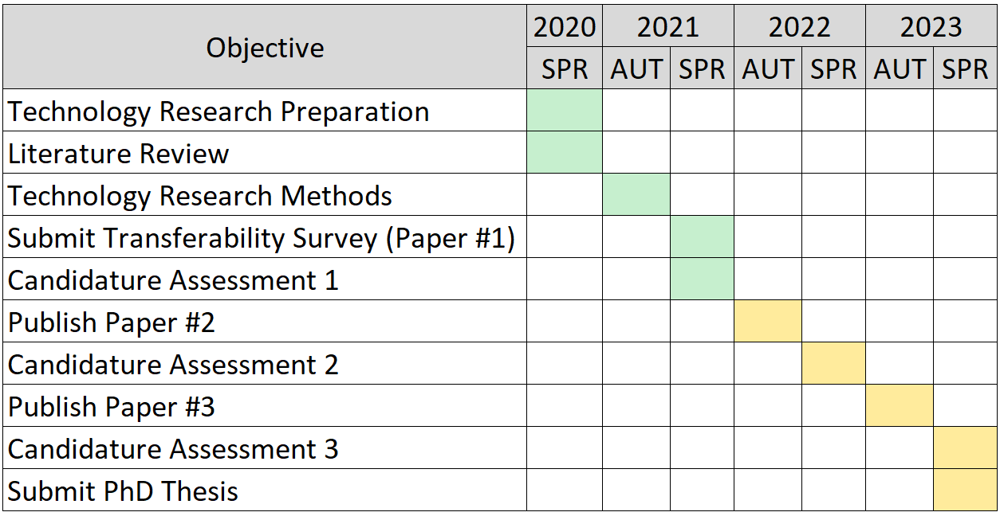 Objective 2020 2021 2022 2023
SPR AUT SPR AUT SPR AUT SPR
Technology Research Preparation
Literature Review
Technology Research Methods
Submit Transferability Survey (Paper #1)
Candidature Assessment 1
Publish Paper #2
Candidature Assessment 2
Publish Paper #3
Candidature Assessment 3
Submit PhD Thesis